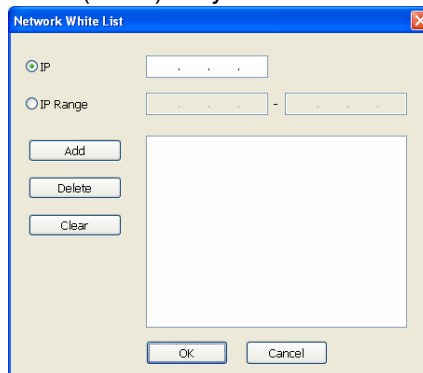 Network White List
IP
. . .
IP Range
. . . - . . .
Add
Delete
Clear
OK
Cancel